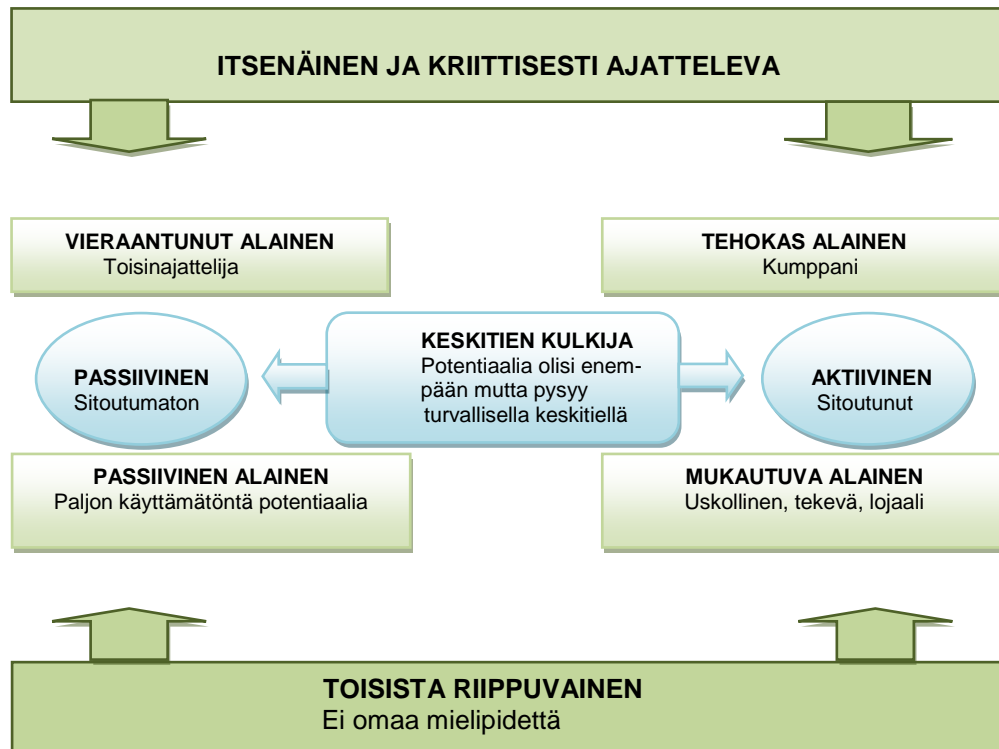 ITSENÄINEN JA KRIITTISESTI AJATTELEVA
VIERAANTUNUT ALAINEN
Toisinajattelija
TEHOKAS ALAINEN
Kumppani
PASSIIVINEN
Sitoutumaton
KESKITIEN KULKIJA
Potentiaalia olisi enem-
pään mutta pysyy
turvallisella keskitiellä
AKTIIVINEN
Sitoutunut
PASSIIVINEN ALAINEN
Paljon käyttämätöntä potentiaalia
MUKAUTUVA ALAINEN
Uskollinen, tekevä, lojaali
TOISISTA RIIPPUVAINEN
Ei omaa mielipidettä